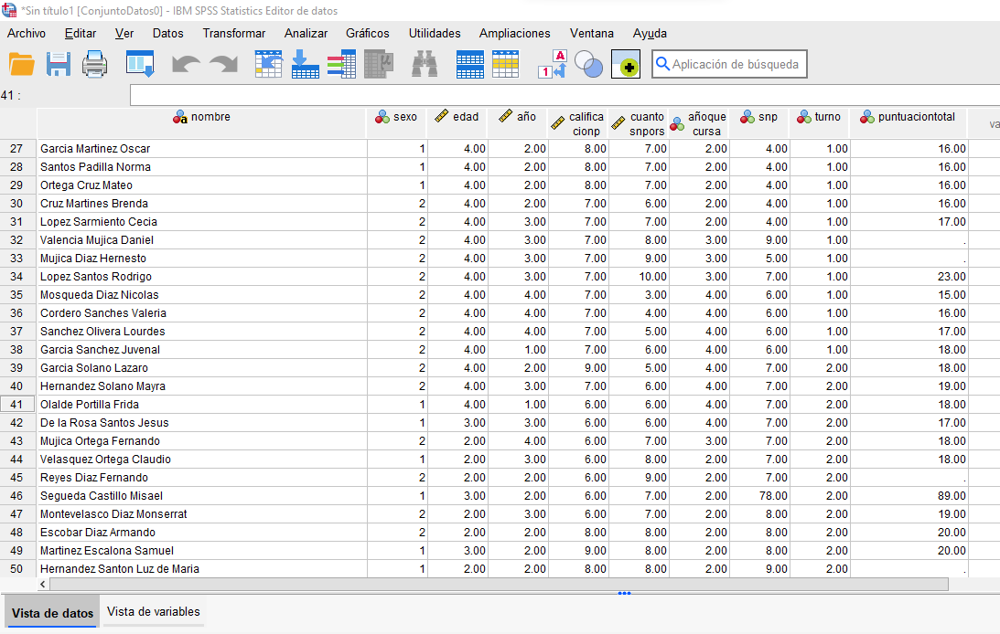 *Sin título1 [ConjuntoDatos0] - IBM SPSS Statistics Editor de datos
Archivo Editar Ver Datos Transformar Analizar Gráficos Utilidades Ampliaciones Ventana Ayuda
A
1
μ
Aplicación de búsqueda
41 :
nombre sexo edad año califica cionp cuanto snpors añoque cursa snp turno puntuaciontotal va
27 Garcia Martinez Oscar 1 4.00 2.00 8.00 7.00 2.00 4.00 1.00 16.00
28 Santos Padilla Norma 1 4.00 2.00 8.00 7.00 2.00 4.00 1.00 16.00
29 Ortega Cruz Mateo 1 4.00 2.00 8.00 7.00 2.00 4.00 1.00 16.00
30 Cruz Martines Brenda 2 4.00 2.00 7.00 6.00 2.00 4.00 1.00 16.00
31 Lopez Sarmiento Cecia 2 4.00 3.00 7.00 7.00 2.00 4.00 1.00 17.00
32 Valencia Mujica Daniel 2 4.00 3.00 7.00 8.00 3.00 9.00 1.00 .
33 Mujica Diaz Hernesto 2 4.00 3.00 7.00 9.00 3.00 5.00 1.00 .
34 Lopez Santos Rodrigo 2 4.00 3.00 7.00 10.00 3.00 7.00 1.00 23.00
35 Mosqueda Diaz Nicolas 2 4.00 4.00 7.00 3.00 4.00 6.00 1.00 15.00
36 Cordero Sanches Valeria 2 4.00 4.00 7.00 4.00 4.00 6.00 1.00 16.00
37 Sanchez Olivera Lourdes 2 4.00 4.00 7.00 5.00 4.00 6.00 1.00 17.00
38 Garcia Sanchez Juvenal 2 4.00 1.00 7.00 6.00 4.00 6.00 1.00 18.00
39 Garcia Solano Lazaro 2 4.00 2.00 9.00 5.00 4.00 7.00 2.00 18.00
40 Hernandez Solano Mayra 2 4.00 3.00 7.00 6.00 4.00 7.00 2.00 19.00
41 Olalde Portilla Frida 1 4.00 1.00 6.00 6.00 4.00 7.00 2.00 18.00
42 De la Rosa Santos Jesus 1 3.00 3.00 6.00 6.00 4.00 7.00 2.00 17.00
43 Mujica Ortega Fernando 2 2.00 4.00 6.00 7.00 3.00 7.00 2.00 18.00
44 Velasquez Ortega Claudio 1 2.00 3.00 6.00 8.00 2.00 7.00 2.00 18.00
45 Reyes Diaz Fernando 2 2.00 2.00 6.00 9.00 2.00 7.00 2.00 .
46 Segueda Castillo Misael 1 3.00 2.00 6.00 7.00 2.00 78.00 2.00 89.00
47 Montevelasco Diaz Monserrat 2 2.00 3.00 6.00 7.00 2.00 8.00 2.00 19.00
48 Escobar Diaz Armando 2 2.00 2.00 8.00 8.00 2.00 8.00 2.00 20.00
49 Martinez Escalona Samuel 1 3.00 2.00 9.00 8.00 2.00 8.00 2.00 20.00
50 Hernandez Santon Luz de Maria 1 2.00 2.00 8.00 8.00 2.00 9.00 2.00 .
Vista de datos Vista de variables